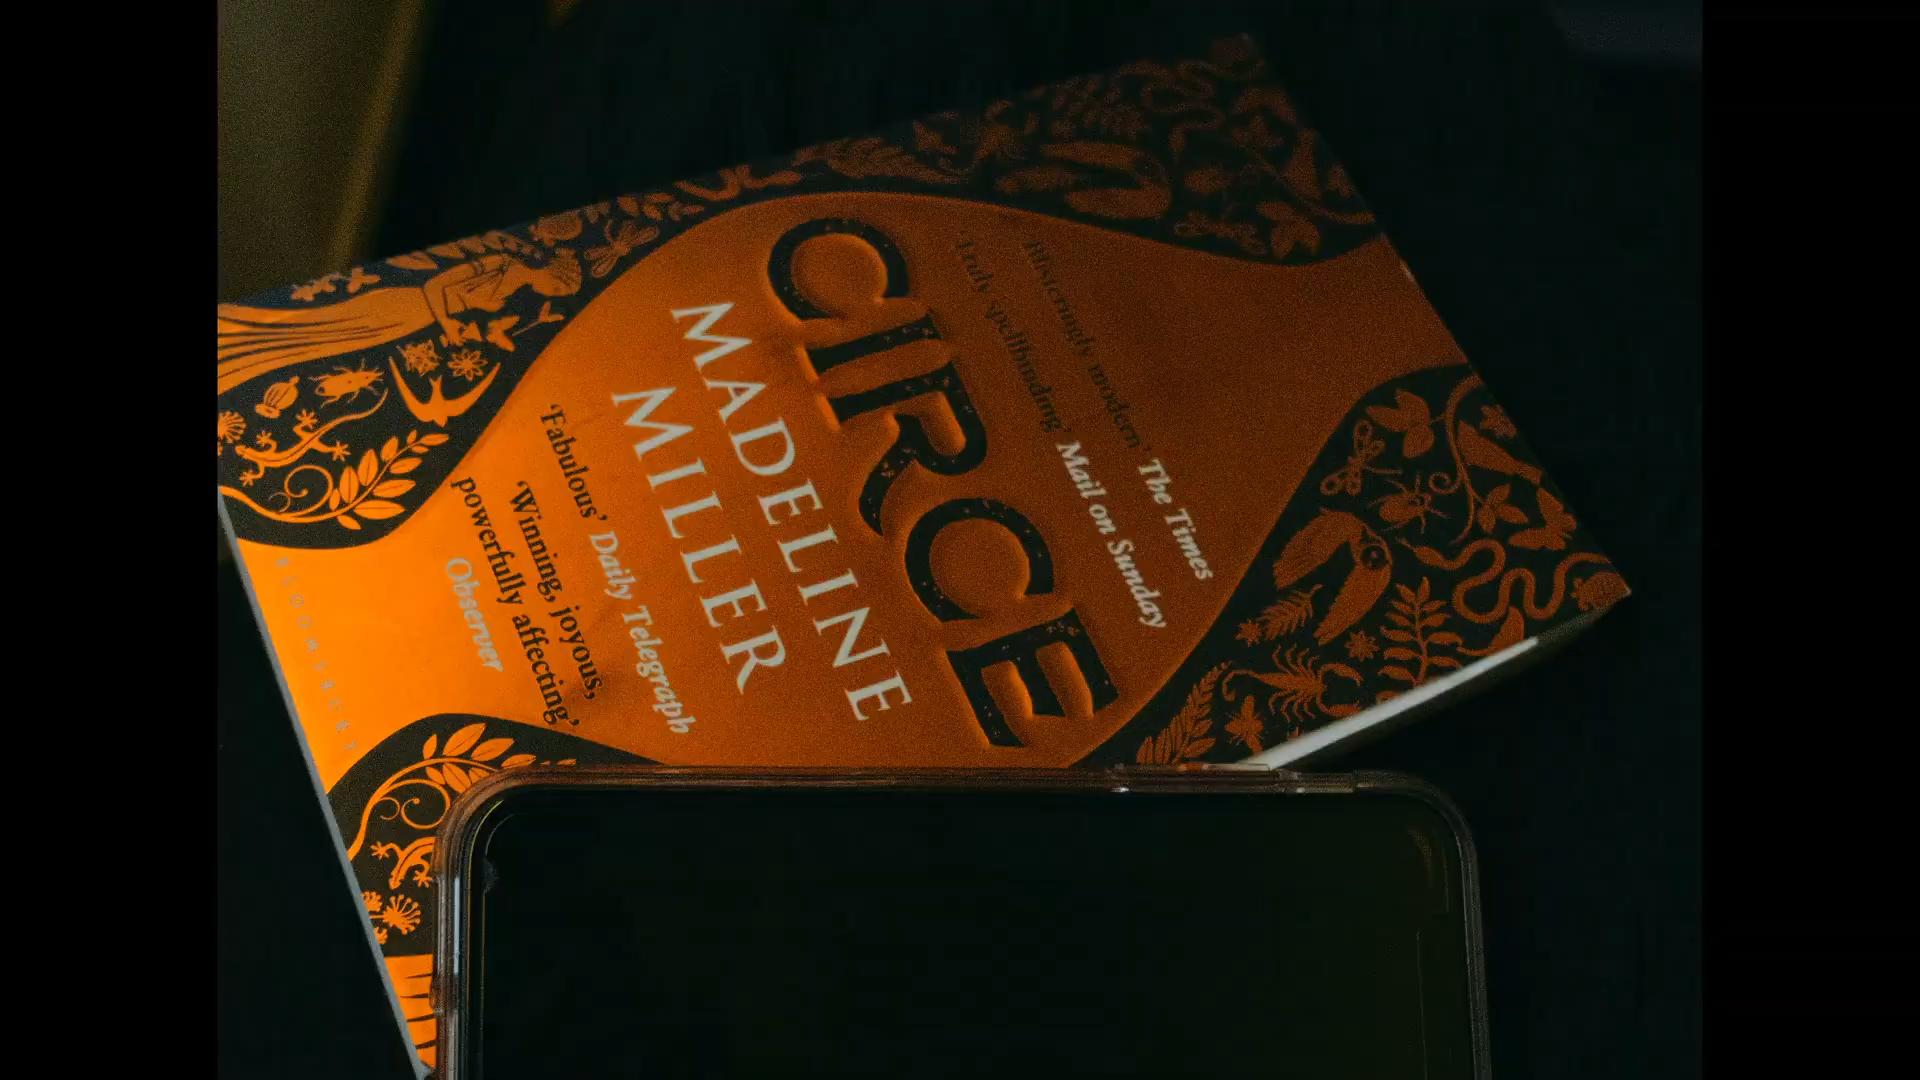 'Blisteringly modern' The Times
'Truly spellbinding' Mail on Sunday
CIRCE
MADELINE
MILLER
'Fabulous' Daily Telegraph
'Winning, joyous,
powerfully affecting'
Observer
BLOOMSBURY